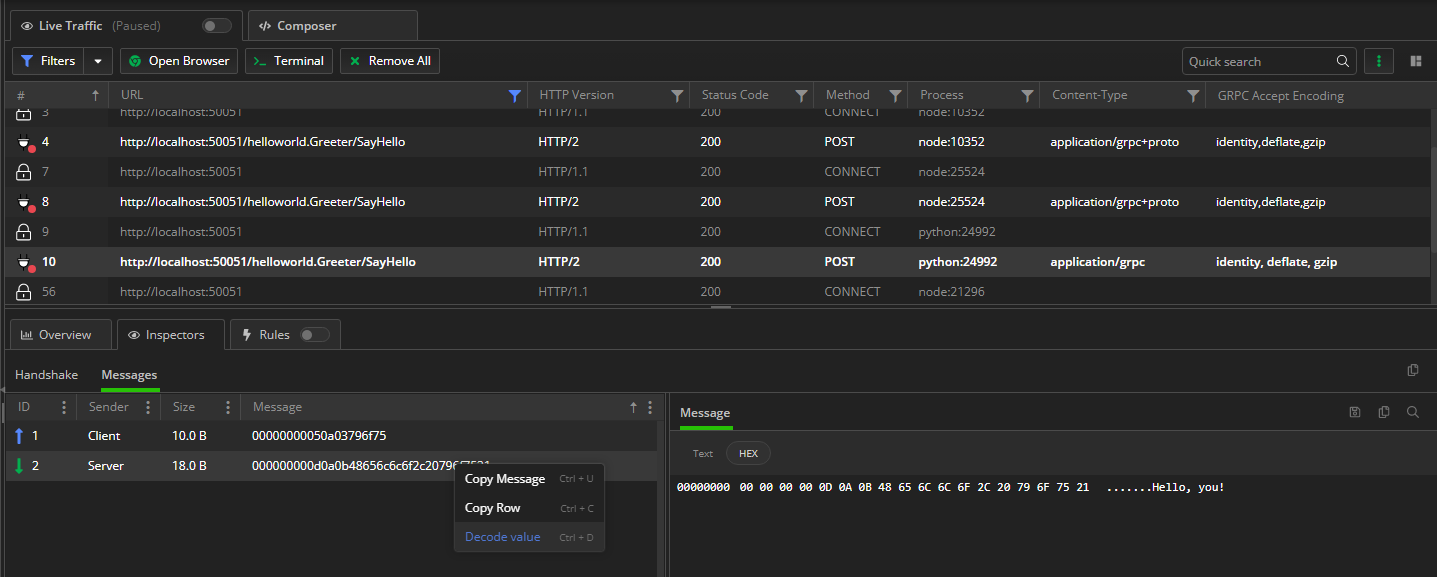 Live Traffic (Paused) </> Composer
Filters Open Browser >_ Terminal Remove All Quick search
# URL HTTP Version Status Code Method Process Content-Type GRPC Accept Encoding
3 http://localhost:50051 HTTP/1.1 200 CONNECT node:10352
4 http://localhost:50051/helloworld.Greeter/SayHello HTTP/2 200 POST node:10352 application/grpc+proto identity,deflate,gzip
7 http://localhost:50051 HTTP/1.1 200 CONNECT node:25524
8 http://localhost:50051/helloworld.Greeter/SayHello HTTP/2 200 POST node:25524 application/grpc+proto identity,deflate,gzip
9 http://localhost:50051 HTTP/1.1 200 CONNECT python:24992
10 http://localhost:50051/helloworld.Greeter/SayHello HTTP/2 200 POST python:24992 application/grpc identity, deflate, gzip
56 http://localhost:50051 HTTP/1.1 200 CONNECT node:21296
Overview Inspectors Rules
Handshake Messages
ID Sender Size Message
1 Client 10.0 B 00000000050a03796f75
2 Server 18.0 B 000000000d0a0b48656c6c6f2c20796f7521
Copy Message Ctrl + U
Copy Row Ctrl + C
Decode value Ctrl + D
Message
Text HEX
00000000 00 00 00 00 0D 0A 0B 48 65 6C 6C 6F 2C 20 79 6F 75 21 .......Hello, you!